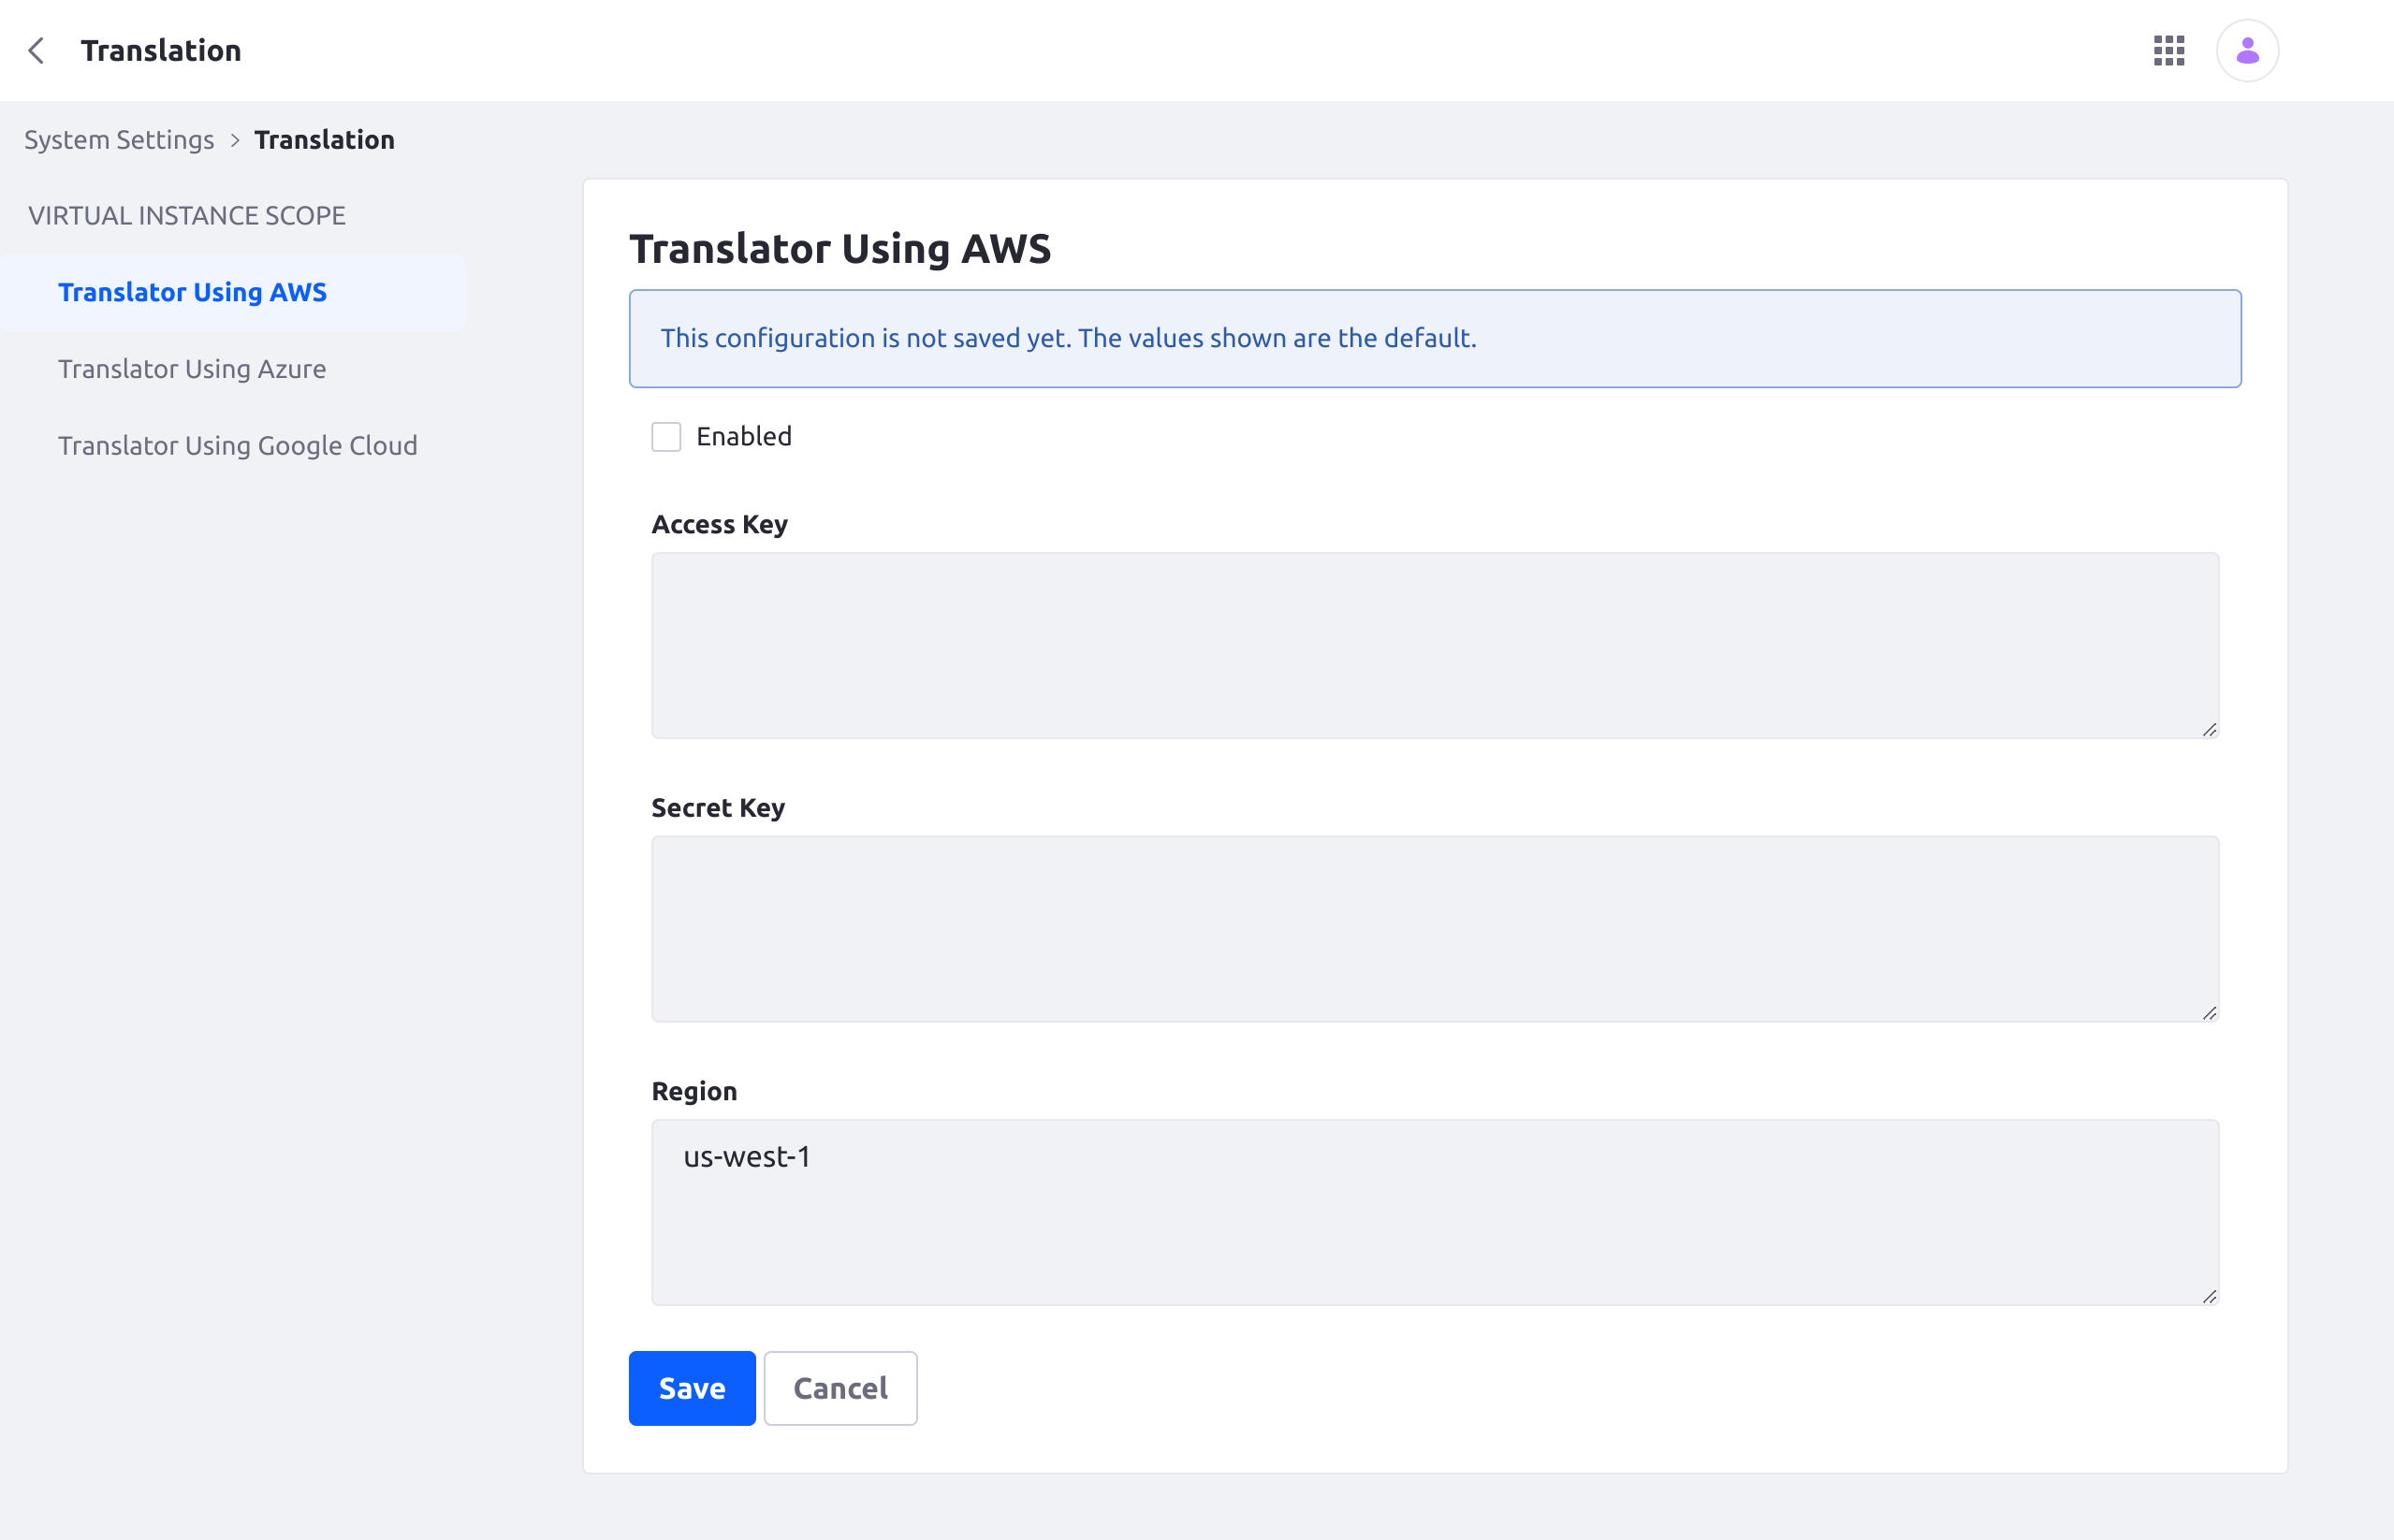 Translation
System Settings > Translation
VIRTUAL INSTANCE SCOPE
Translator Using AWS
Translator Using Azure
Translator Using Google Cloud
Translator Using AWS
This configuration is not saved yet. The values shown are the default.
Enabled
Access Key
Secret Key
Region
us-west-1
Save
Cancel